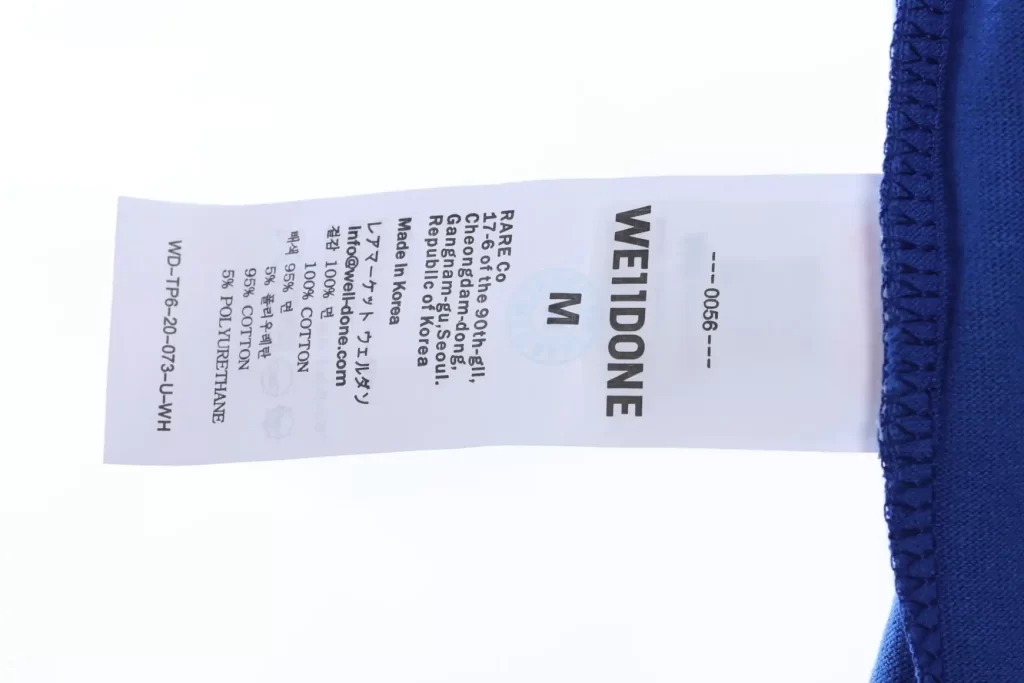 --- 0056 ---
WE11DONE
M
RARE Co
17-6 of the 90th-gil,
Cheongdam-dong,
Gangnam-gu,Seoul.
Republic of Korea
Made in Korea
レアマーケット ウェルダン
Info@well-done.com
겉감 100% 면
100% COTTON
배색 95% 면
5% 폴리우레탄
95% COTTON
5% POLYURETHANE
WD-TP6-20-073-U-WH